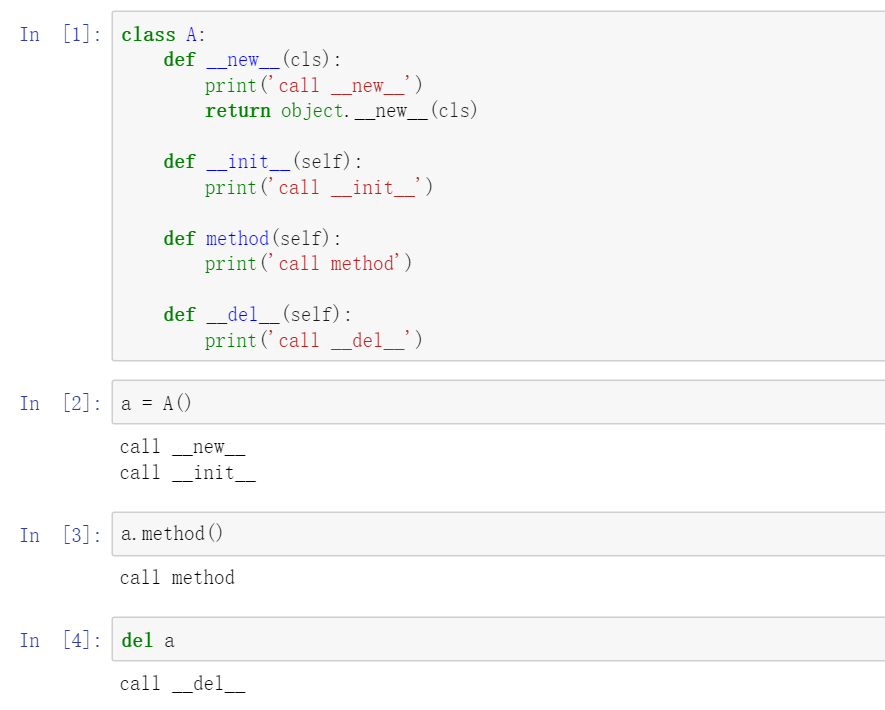 In [1]: class A:
    def __new__(cls):
        print('call __new__')
        return object.__new__(cls)
    def __init__(self):
        print('call __init__')
    def method(self):
        print('call method')
    def __del__(self):
        print('call __del__')
In [2]: a = A()
call __new__
call __init__
In [3]: a.method()
call method
In [4]: del a
call __del__